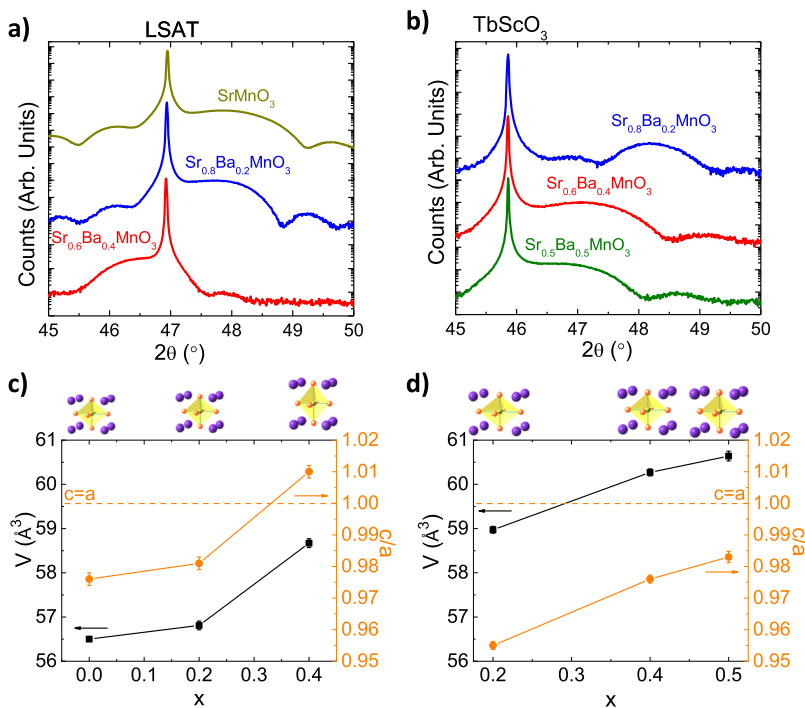 a)
LSAT
SrMnO3
Sr0.8Ba0.2MnO3
Sr0.6Ba0.4MnO3
Counts (Arb. Units)
45 46 47 48 49 50
2θ (°)
b)
TbScO3
Sr0.8Ba0.2MnO3
Sr0.6Ba0.4MnO3
Sr0.5Ba0.5MnO3
Counts (Arb. Units)
45 46 47 48 49 50
2θ (°)
c)
61
60
59
58
57
56
V (Å3)
c=a
1.02
1.01
1.00
0.99
0.98
0.97
0.96
0.95
c/a
0.0 0.1 0.2 0.3 0.4
x
d)
61
60
59
58
57
56
V (Å3)
c=a
1.02
1.01
1.00
0.99
0.98
0.97
0.96
0.95
c/a
0.2 0.3 0.4 0.5
x